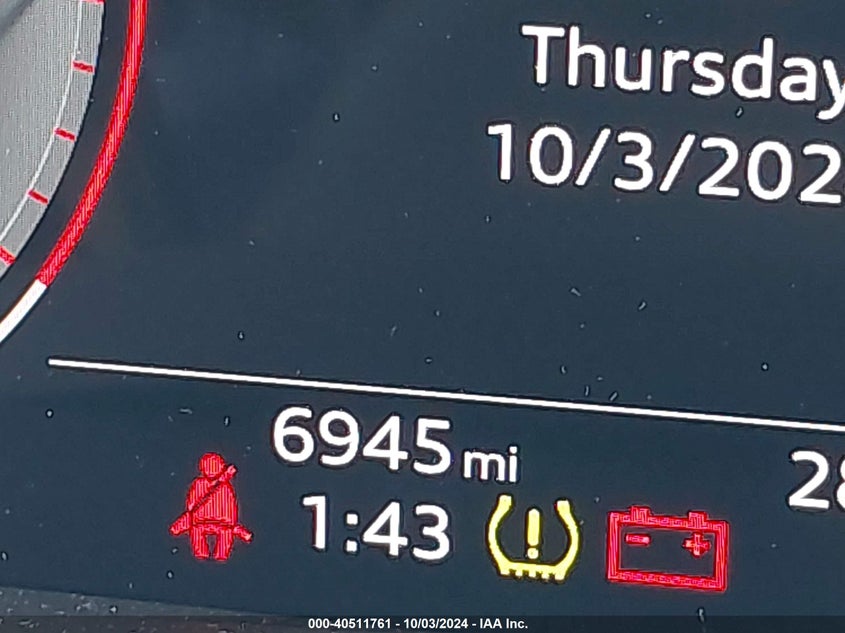 Thursday
10/3/202
6945 mi
28
1:43
000-40511761 - 10/03/2024 - IAA Inc.